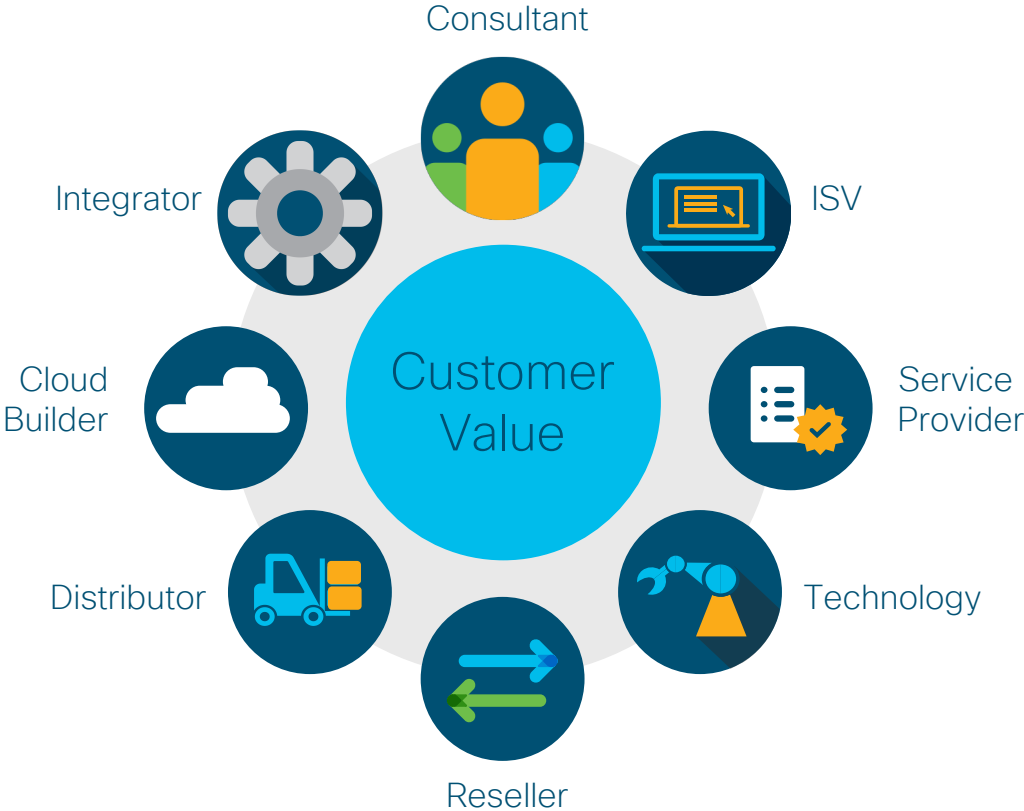 Consultant
Integrator
ISV
Customer
Value
Cloud
Builder
Service
Provider
Distributor
Technology
Reseller